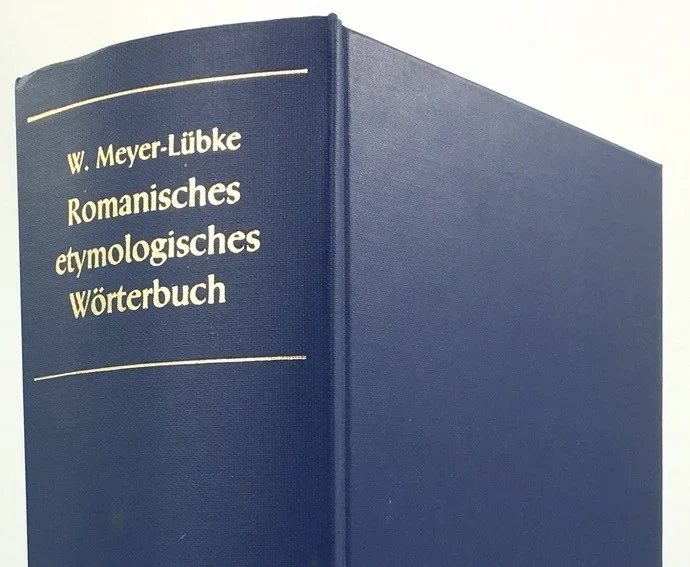 W. Meyer-Lübke
Romanisches
etymologisches
Wörterbuch